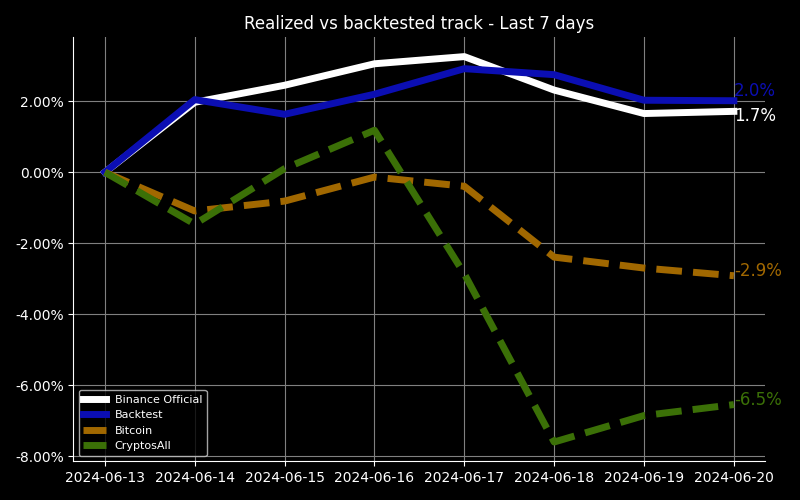 Realized vs backtested track - Last 7 days
2.00%
0.00%
-2.00%
-4.00%
-6.00%
-8.00%
2.0%
1.7%
-2.9%
-6.5%
Binance Official
Backtest
Bitcoin
CryptosAll
2024-06-13 2024-06-14 2024-06-15 2024-06-16 2024-06-17 2024-06-18 2024-06-19 2024-06-20